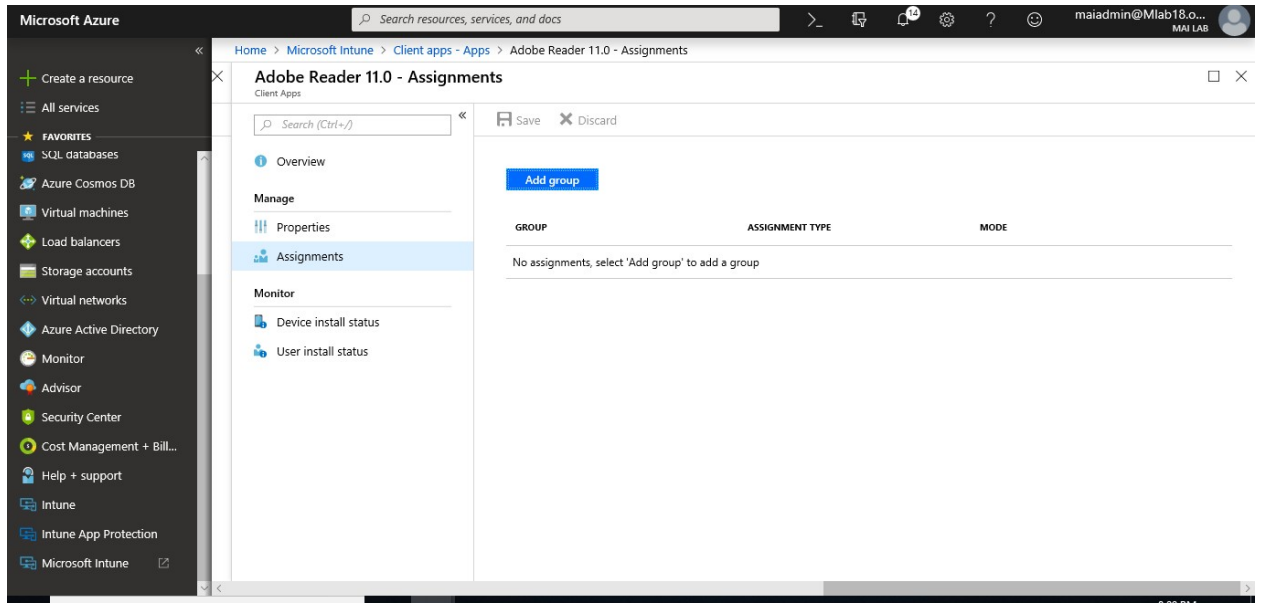 Microsoft Azure
Search resources, services, and docs
14
maiadmin@Mlab18.o...
MAI LAB
Home > Microsoft Intune > Client apps - Apps > Adobe Reader 11.0 - Assignments
Create a resource
All services
FAVORITES
SQL databases
Azure Cosmos DB
Virtual machines
Load balancers
Storage accounts
Virtual networks
Azure Active Directory
Monitor
Advisor
Security Center
Cost Management + Bill...
Help + support
Intune
Intune App Protection
Microsoft Intune
Adobe Reader 11.0 - Assignments
Client Apps
Search (Ctrl+/)
Overview
Manage
Properties
Assignments
Monitor
Device install status
User install status
Save Discard
Add group
GROUP ASSIGNMENT TYPE MODE
No assignments, select 'Add group' to add a group